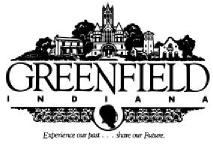 GREENFIELD
INDIANA
Experience our past . . . share our Future.